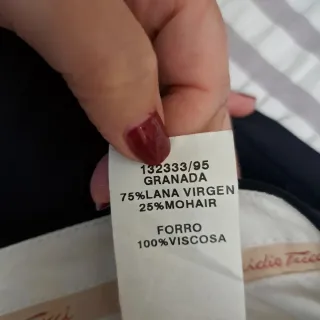 132333/95
GRANADA
75%LANA VIRGEN
25%MOHAIR
FORRO
100%VISCOSA